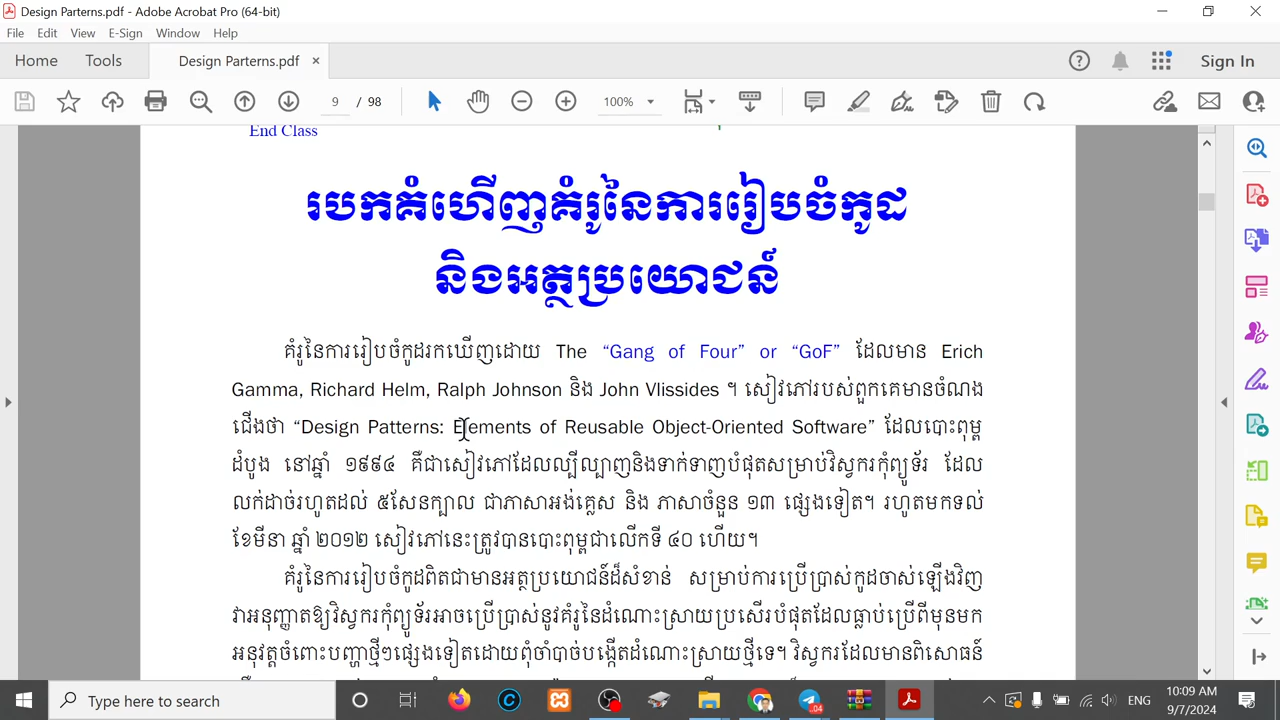 Design Parterns.pdf - Adobe Acrobat Pro (64-bit)
File Edit View E-Sign Window Help
Home Tools Design Parterns.pdf × Sign In
9 / 98 100%
End Class
របកគំហើញគំរូនៃការរៀបចំកូដ
និងអត្ថប្រយោជន៍
គំរូនៃការរៀបចំកូដរកឃើញដោយ The “Gang of Four” or “GoF” ដែលមាន Erich
Gamma, Richard Helm, Ralph Johnson និង John Vlissides ។ សៀវភៅរបស់ពួកគេមានចំណង
ជើងថា “Design Patterns: Elements of Reusable Object-Oriented Software” ដែលបោះពុម្ព
ដំបូង នៅឆ្នាំ ១៩៩៤ គឺជាសៀវភៅដែលល្បីល្បាញនិងទាក់ទាញបំផុតសម្រាប់វិស្វករកុំព្យូទ័រ ដែល
លក់ដាច់រហូតដល់ ៥សែនក្បាល ជាភាសាអង់គ្លេស និង ភាសាចំនួន ១៣ ផ្សេងទៀត។ រហូតមកទល់
ខែមីនា ឆ្នាំ ២០១២ សៀវភៅនេះត្រូវបានបោះពុម្ពជាលើកទី ៤០ ហើយ។
គំរូនៃការរៀបចំកូដពិតជាមានអត្ថប្រយោជន៍ដ៏សំខាន់ សម្រាប់ការប្រើប្រាស់កូដចាស់ឡើងវិញ
វាអនុញ្ញាតឱ្យវិស្វករកុំព្យូទ័រអាចប្រើប្រាស់នូវគំរូនៃដំណោះស្រាយប្រសើរបំផុតដែលធ្លាប់ប្រើពីមុនមក
អនុវត្តចំពោះបញ្ហាថ្មី១ផ្សេងទៀតដោយពុំចាំបាច់បង្កើតដំណោះស្រាយថ្មីទេ។ វិស្វករដែលមានពិសោធន៍
Type here to search
ENG
10:09 AM
9/7/2024